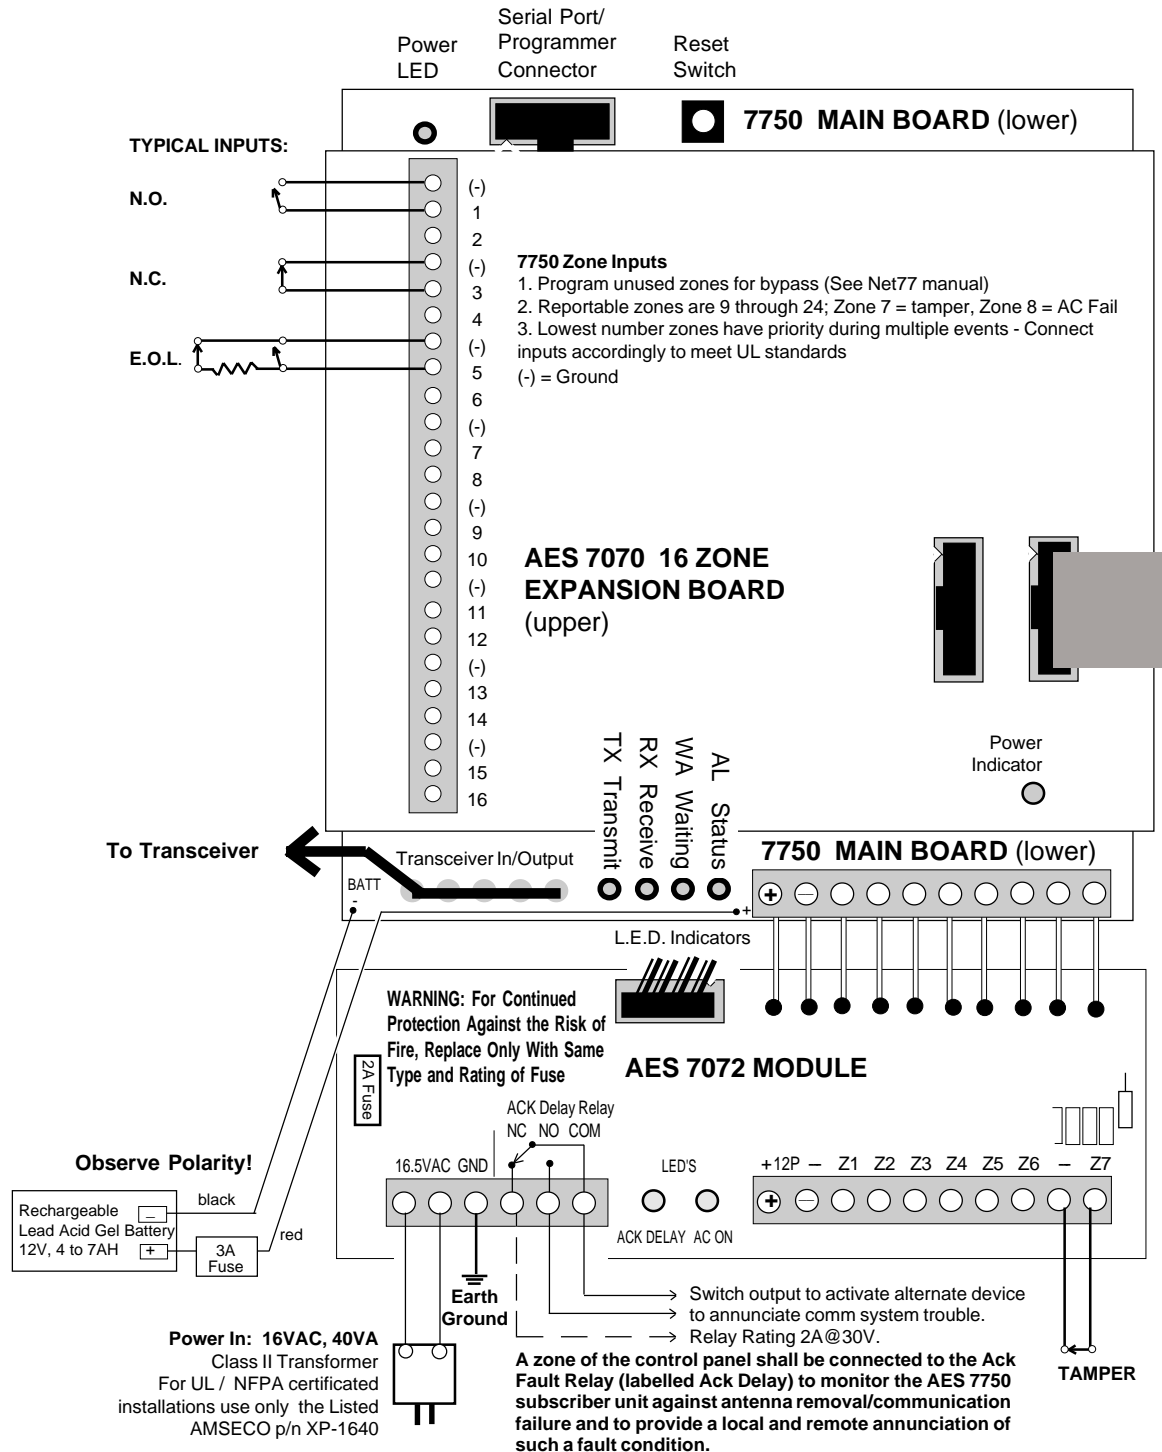 Serial Port/
Power Programmer Reset
LED Connector Switch
7750 MAIN BOARD (lower)
TYPICAL INPUTS:
N.O.
N.C.
E.O.L.
(-)
1
2
(-)
3
4
(-)
5
6
(-)
7
8
(-)
9
10
(-)
11
12
(-)
13
14
(-)
15
16
7750 Zone Inputs
1. Program unused zones for bypass (See Net77 manual)
2. Reportable zones are 9 through 24; Zone 7 = tamper, Zone 8 = AC Fail
3. Lowest number zones have priority during multiple events - Connect
inputs accordingly to meet UL standards
(-) = Ground
AES 7070 16 ZONE
EXPANSION BOARD
(upper)
Power
Indicator
TX Transmit
RX Receive
WA Waiting
AL Status
To Transceiver
Transceiver In/Output
7750 MAIN BOARD (lower)
BATT
-
+
+ −
L.E.D. Indicators
WARNING: For Continued
Protection Against the Risk of
Fire, Replace Only With Same
Type and Rating of Fuse
2A Fuse
AES 7072 MODULE
ACK Delay Relay
NC NO COM
16.5VAC GND
LED'S
+12P − Z1 Z2 Z3 Z4 Z5 Z6 − Z7
+ −
ACK DELAY AC ON
Observe Polarity!
black
red
Rechargeable −
Lead Acid Gel Battery
12V, 4 to 7AH +
3A
Fuse
Earth
Ground
Switch output to activate alternate device
to annunciate comm system trouble.
Relay Rating 2A@30V.
Power In: 16VAC, 40VA
Class II Transformer
For UL / NFPA certificated
installations use only the Listed
AMSECO p/n XP-1640
A zone of the control panel shall be connected to the Ack
Fault Relay (labelled Ack Delay) to monitor the AES 7750
subscriber unit against antenna removal/communication
failure and to provide a local and remote annunciation of
such a fault condition.
TAMPER